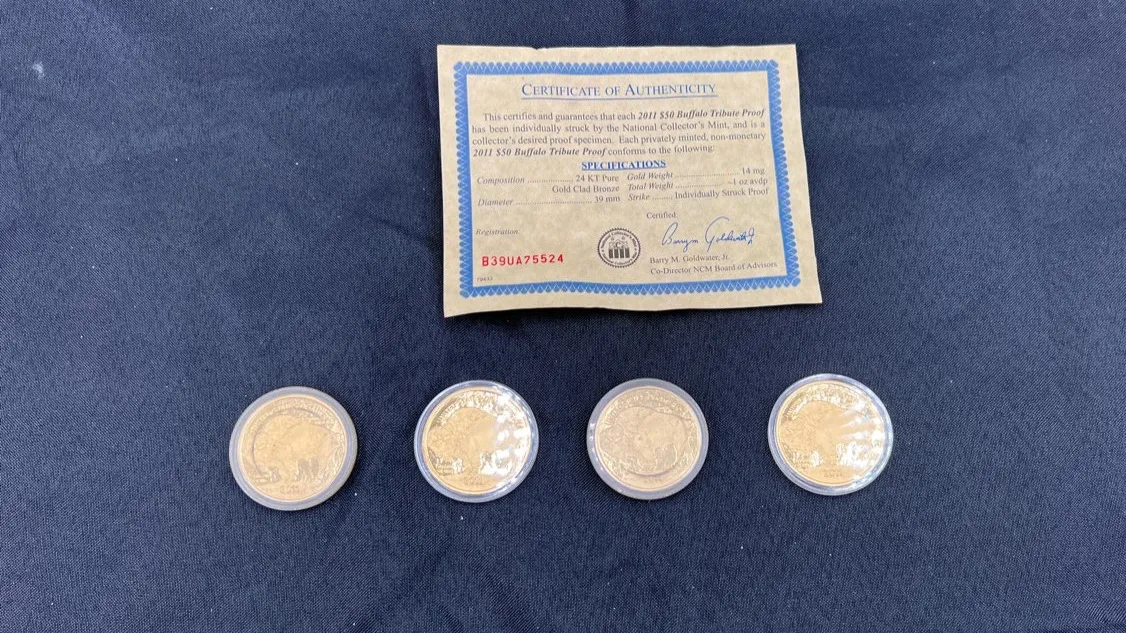 CERTIFICATE OF AUTHENTICITY
This certifies and guarantees that each 2011 $50 Buffalo Tribute Proof
has been individually struck by the National Collector's Mint, and is a
collector's desired proof specimen. Each privately minted, non-monetary
2011 $50 Buffalo Tribute Proof conforms to the following:
SPECIFICATIONS
Composition .................... 24 KT Pure Gold Weight .................... 14 mg
Gold Clad Bronze Total Weight .................... ~1 oz avdp
Diameter .................... 39 mm Strike ......... Individually Struck Proof
Certified:
Registration:
B39UA75524
Barry M. Goldwater, Jr.
Co-Director NCM Board of Advisors